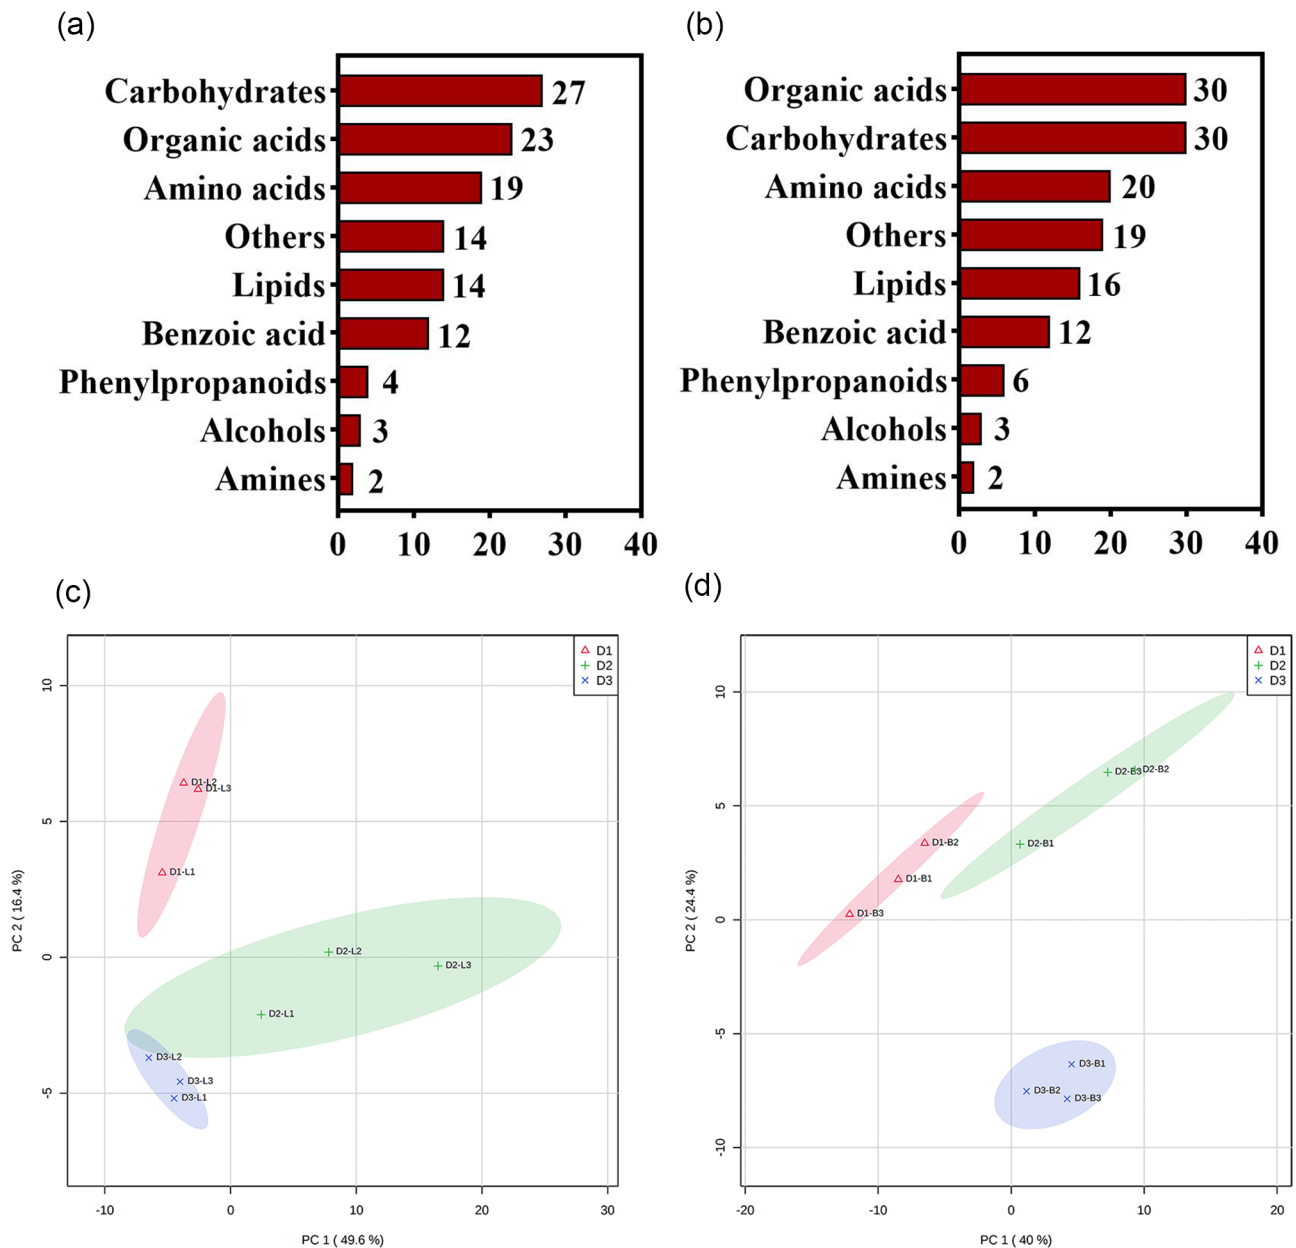 (a)
Carbohydrates 27
Organic acids 23
Amino acids 19
Others 14
Lipids 14
Benzoic acid 12
Phenylpropanoids 4
Alcohols 3
Amines 2
0 10 20 30 40
(b)
Organic acids 30
Carbohydrates 30
Amino acids 20
Others 19
Lipids 16
Benzoic acid 12
Phenylpropanoids 6
Alcohols 3
Amines 2
0 10 20 30 40
(c)
D1
D2
D3
10
5
0
-5
PC 2 ( 16.4 %)
D1-L2
D1-L3
D1-L1
D2-L2
D2-L3
D2-L1
D3-L2
D3-L3
D3-L1
-10 0 10 20 30
PC 1 ( 49.6 %)
(d)
D1
D2
D3
10
5
0
-5
-10
PC 2 ( 24.4 %)
D2-B3
D2-B2
D2-B1
D1-B2
D1-B1
D1-B3
D3-B1
D3-B2
D3-B3
-20 -10 0 10 20
PC 1 ( 40 %)